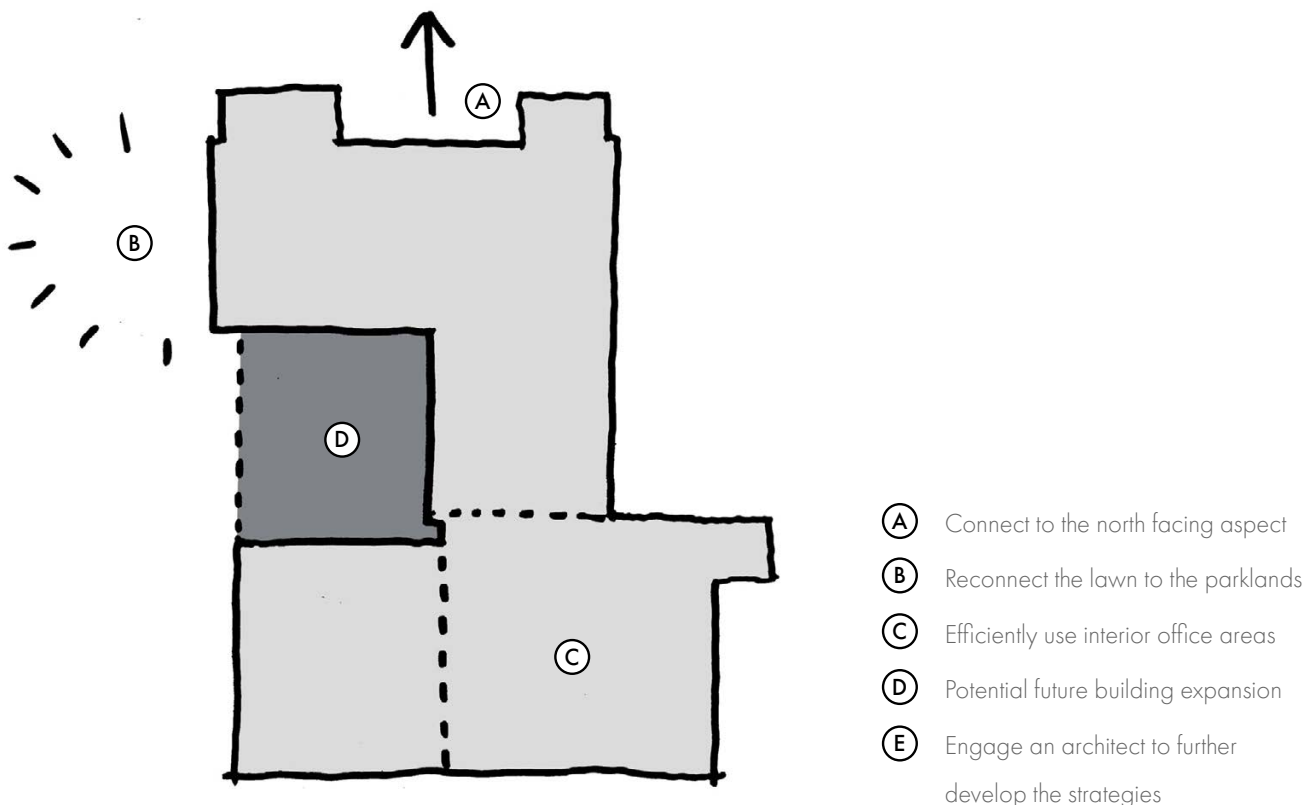 A
B
D
C
A Connect to the north facing aspect
B Reconnect the lawn to the parklands
C Efficiently use interior office areas
D Potential future building expansion
E Engage an architect to further
develop the strategies